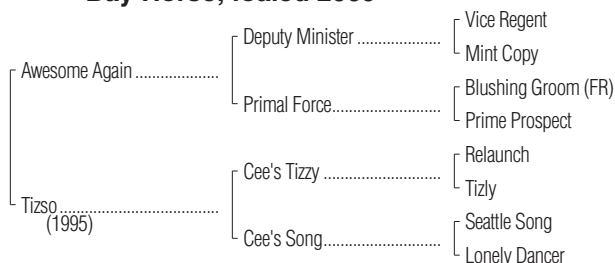 Bay Horse; foaled
Vice Regent
Deputy Minister
Mint Copy
Awesome Again
Blushing Groom (FR)
Primal Force
Prime Prospect
Relaunch
Cee's Tizzy
Tizly
Tizso
(1995)
Seattle Song
Cee's Song
Lonely Dancer